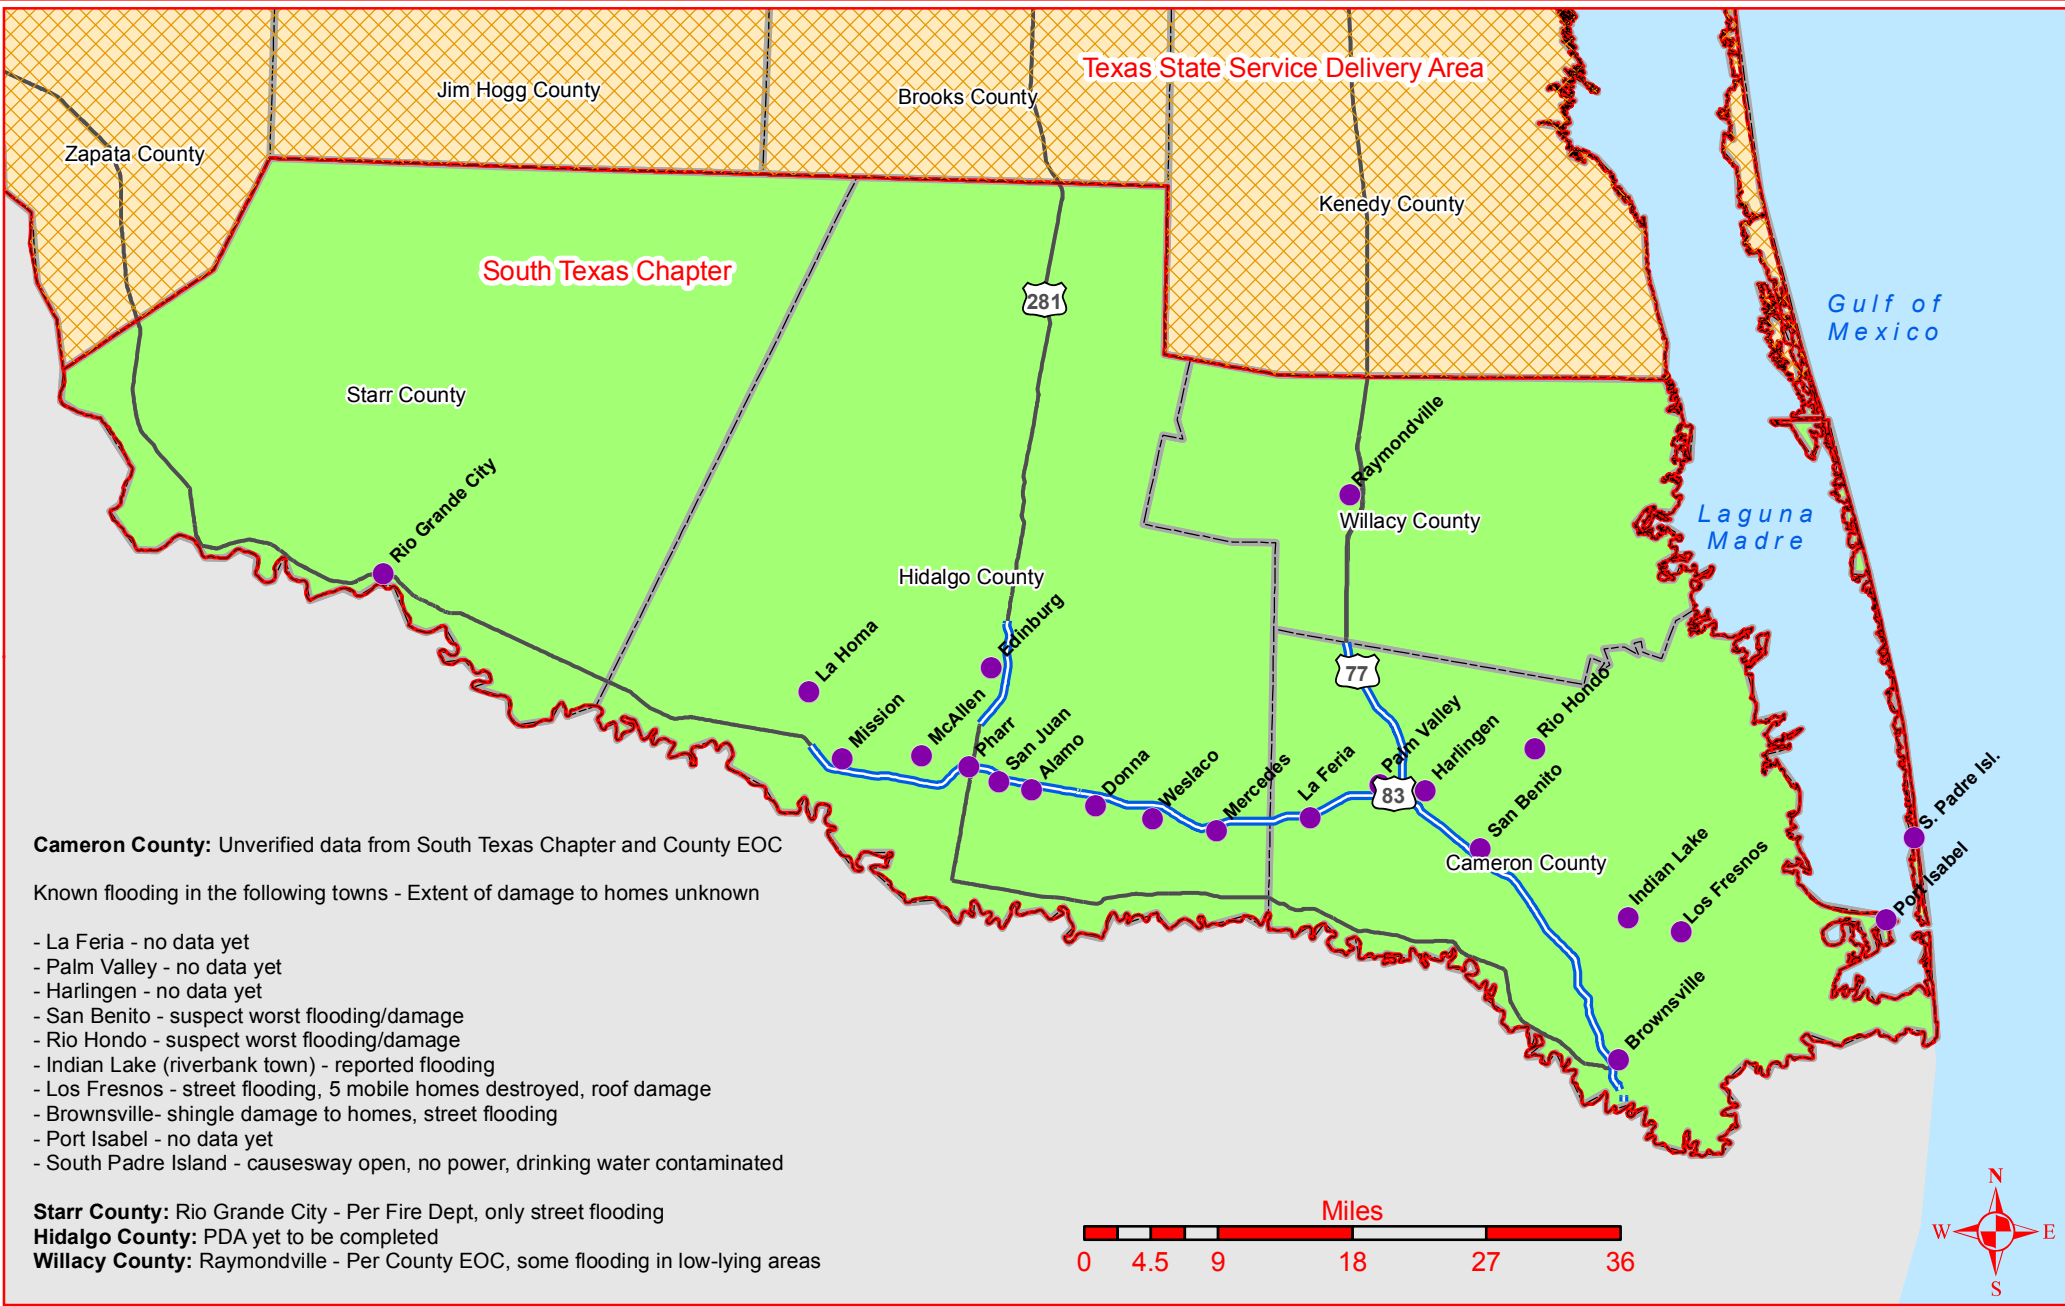 Texas State Service Delivery Area
Jim Hogg County
Brooks County
Zapata County
Kenedy County
South Texas Chapter
281
Gulf of
Mexico
Starr County
Raymondville
Willacy County
Laguna
Madre
Rio Grande City
Hidalgo County
Edinburg
La Homa
77
Mission
McAllen
Pharr
San Juan
Alamo
Donna
Weslaco
Mercedes
La Feria
Palm Valley
Harlingen
Rio Hondo
83
San Benito
Cameron County
Indian Lake
Los Fresnos
S. Padre Isl.
Port Isabel
Brownsville
Cameron County: Unverified data from South Texas Chapter and County EOC
Known flooding in the following towns - Extent of damage to homes unknown
- La Feria - no data yet
- Palm Valley - no data yet
- Harlingen - no data yet
- San Benito - suspect worst flooding/damage
- Rio Hondo - suspect worst flooding/damage
- Indian Lake (riverbank town) - reported flooding
- Los Fresnos - street flooding, 5 mobile homes destroyed, roof damage
- Brownsville- shingle damage to homes, street flooding
- Port Isabel - no data yet
- South Padre Island - causesway open, no power, drinking water contaminated
Starr County: Rio Grande City - Per Fire Dept, only street flooding
Hidalgo County: PDA yet to be completed
Willacy County: Raymondville - Per County EOC, some flooding in low-lying areas
Miles
0 4.5 9 18 27 36
N
W E
S